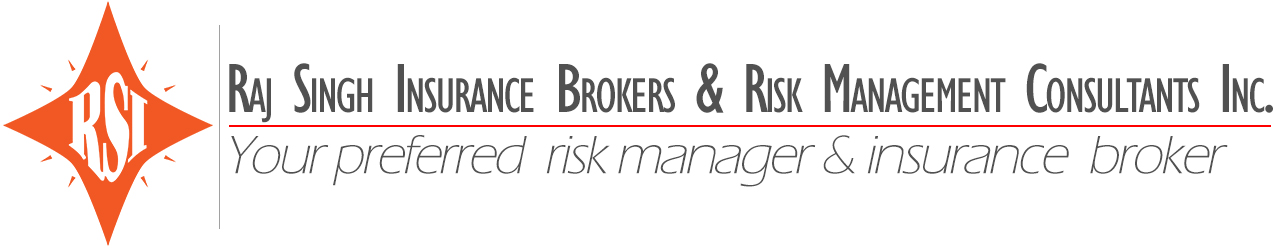 RSI
Raj Singh Insurance Brokers & Risk Management Consultants Inc.
Your preferred risk manager & insurance broker